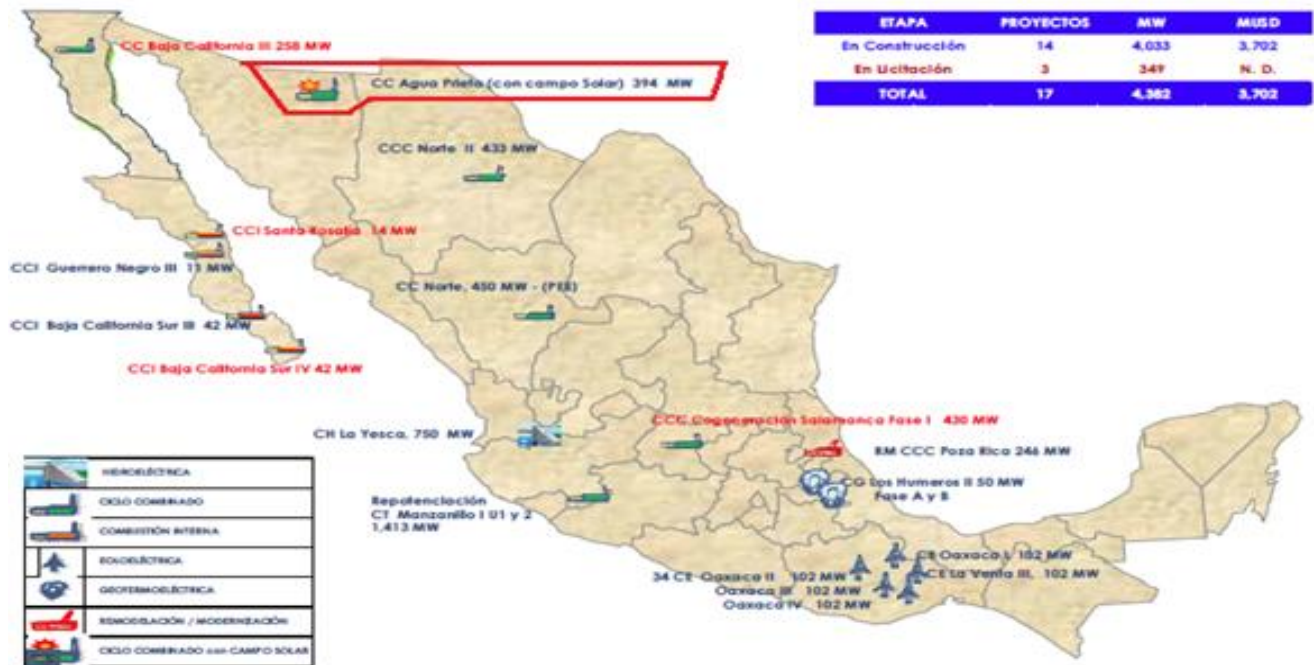 ETAPA PROYECTOS MW MUSD
En Construcción 14 4,033 3,702
En Licitación 3 349 N. D.
TOTAL 17 4,382 3,702
CC Baja California III 258 MW
CC Agua Prieta (con campo Solar) 394 MW
CCC Norte II 433 MW
CCI Santa Rosalia 14 MW
CCI Guerrero Negro III 11 MW
CC Norte, 450 MW - (PEE)
CCI Baja California Sur III 42 MW
CCI Baja California Sur IV 42 MW
CCC Cogeneración Salamanca Fase I 430 MW
CH La Yesca, 750 MW
RM CCC Poza Rica 246 MW
CG Los Humeros II 50 MW
Fase A y B
Repotenciación
CT Manzanillo I U1 y 2
1,413 MW
CE Oaxaca I, 102 MW
CE La Venta III, 102 MW
34 CE Oaxaca II 102 MW
Oaxaca III 102 MW
Oaxaca IV 102 MW
HIDROELÉCTRICA
CICLO COMBINADO
COMBUSTIÓN INTERNA
EOLOELÉCTRICA
GEOTERMOELÉCTRICA
REMODELACIÓN / MODERNIZACIÓN
CICLO COMBINADO con CAMPO SOLAR